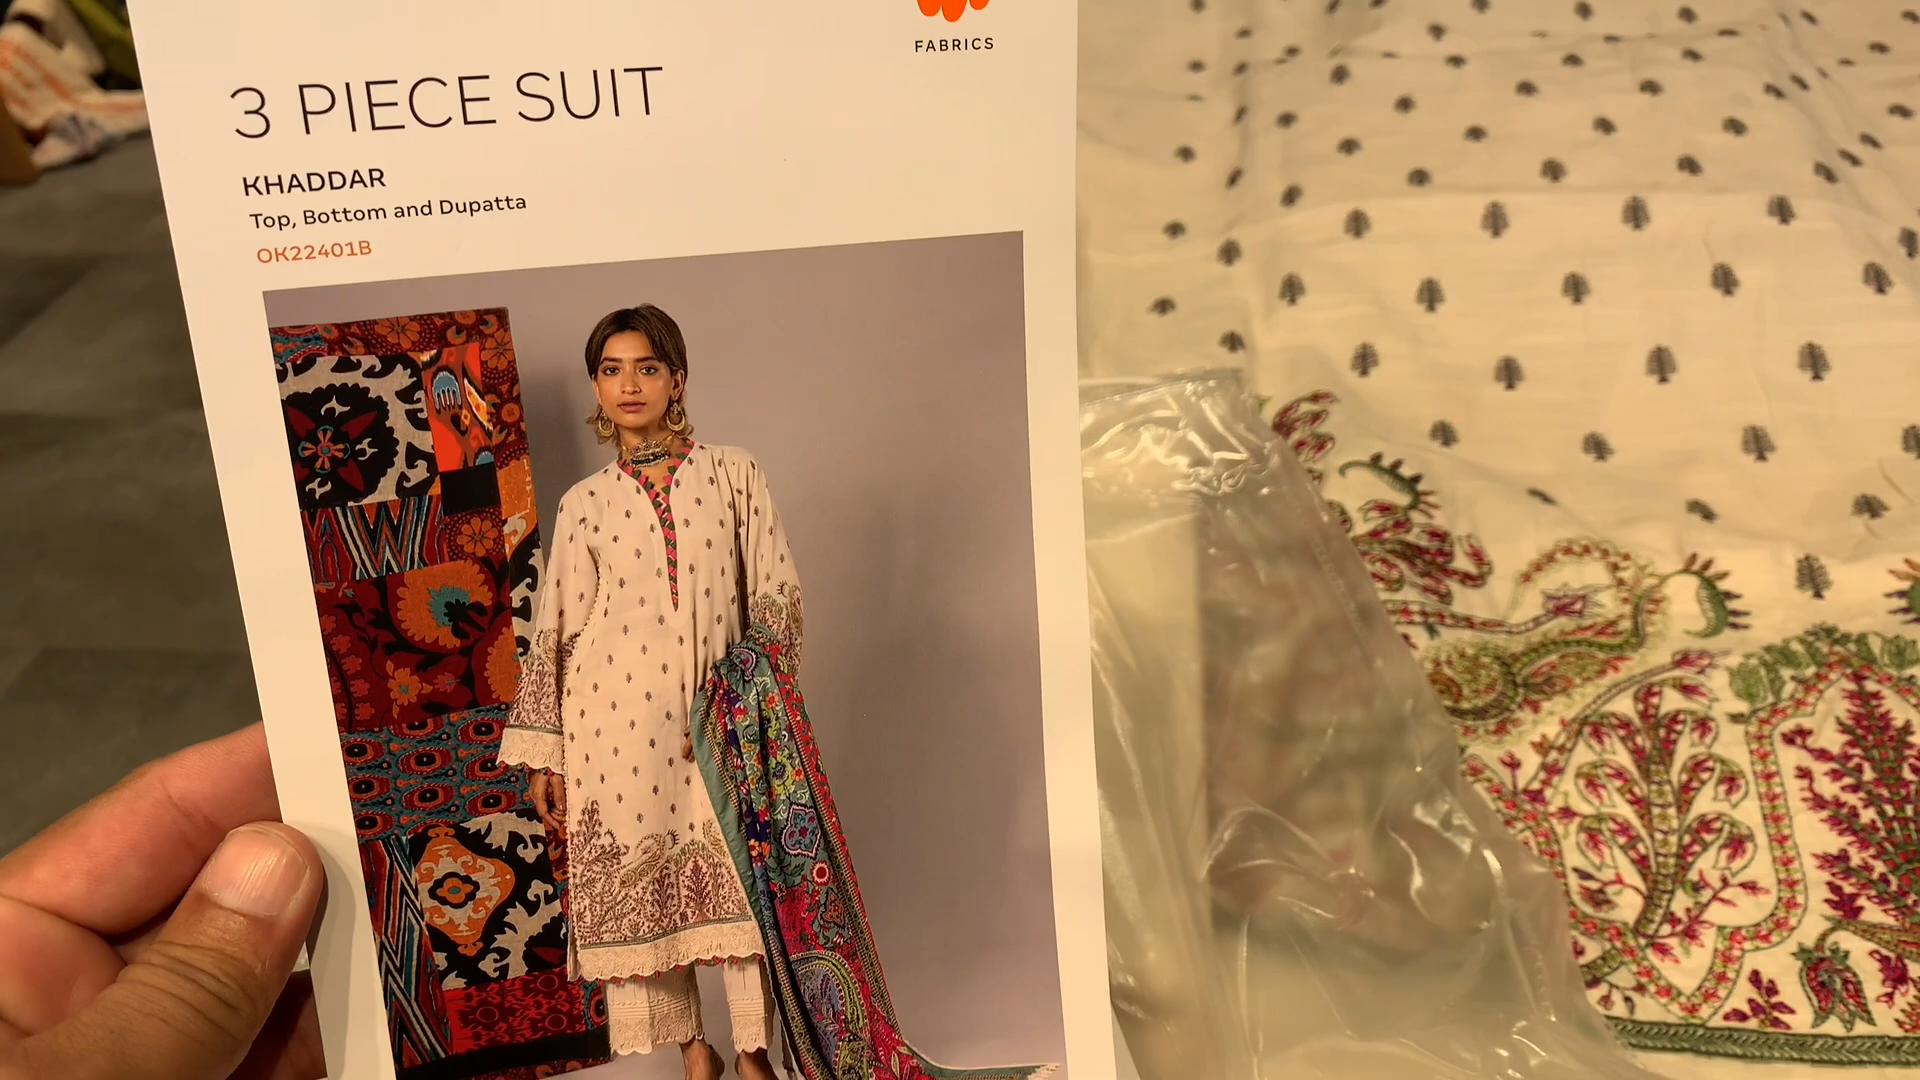 FABRICS
3 PIECE SUIT
KHADDAR
Top, Bottom and Dupatta
OK22401B